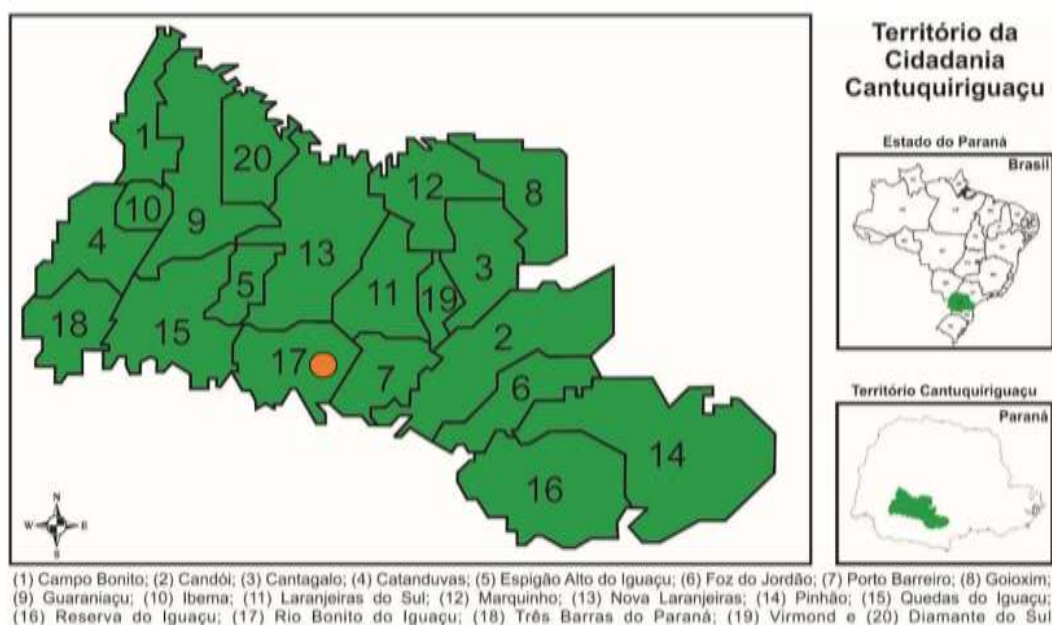 Território da
Cidadania
Cantuquiriguaçu
Estado do Paraná
Brasil
1
20
12
8
10
9
4
13
3
5
11
19
18
15
2
17
7
6
14
16
N
W
E
S
Território Cantuquiriguaçu
Paraná
(1) Campo Bonito; (2) Candói; (3) Cantagalo; (4) Catanduvas; (5) Espigão Alto do Iguaçu; (6) Foz do Jordão; (7) Porto Barreiro; (8) Goioxim;
(9) Guaraniaçu; (10) Ibema; (11) Laranjeiras do Sul; (12) Marquinho; (13) Nova Laranjeiras; (14) Pinhão; (15) Quedas do Iguaçu;
(16) Reserva do Iguaçu; (17) Rio Bonito do Iguaçu; (18) Três Barras do Paraná; (19) Virmond e (20) Diamante do Sul